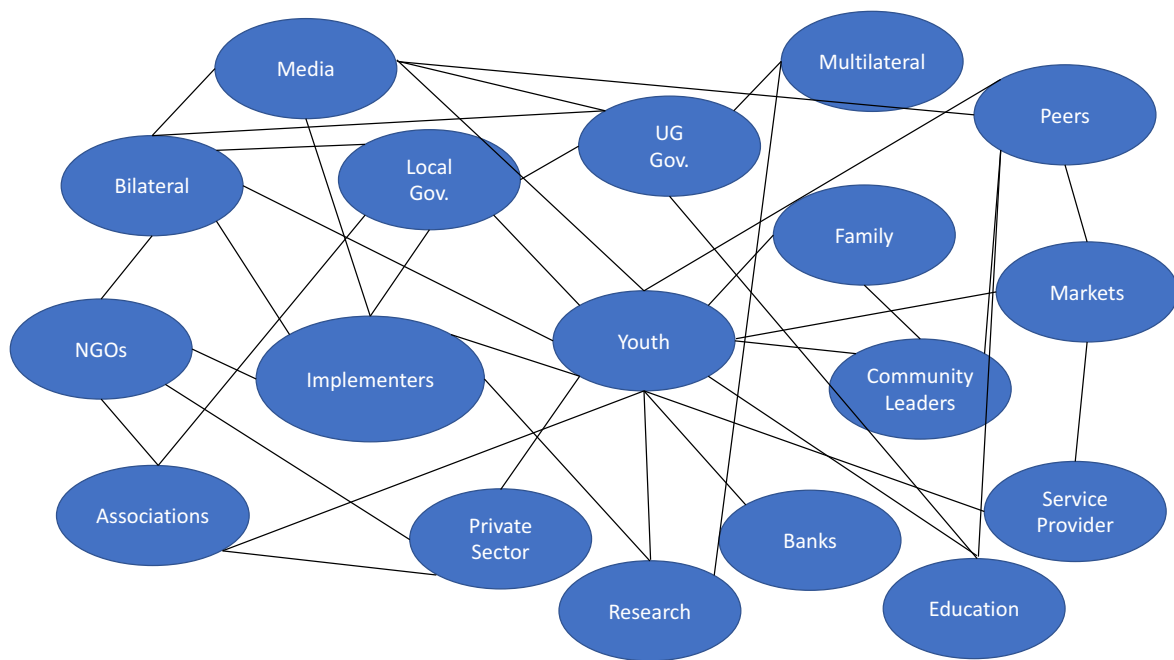 Media
Multilateral
Peers
UG
Gov.
Local
Gov.
Bilateral
Family
Markets
Youth
NGOs
Implementers
Community
Leaders
Associations
Private
Sector
Banks
Service
Provider
Research
Education